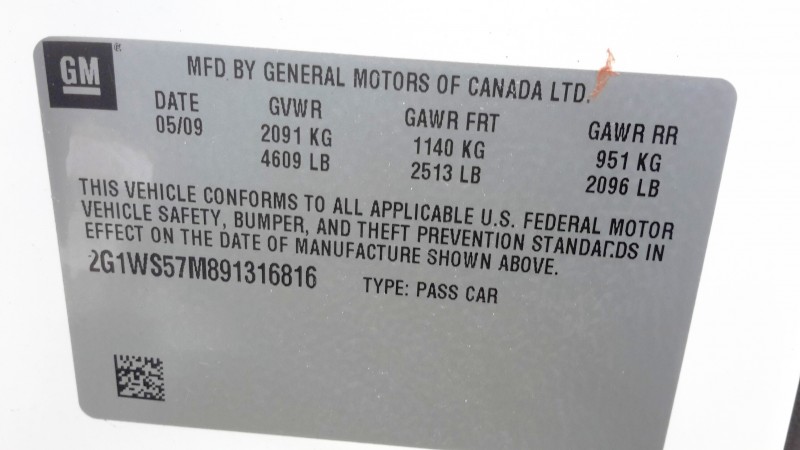 GM®
MFD BY GENERAL MOTORS OF CANADA LTD.
DATE GVWR GAWR FRT GAWR RR
05/09 2091 KG 1140 KG 951 KG
4609 LB 2513 LB 2096 LB
THIS VEHICLE CONFORMS TO ALL APPLICABLE U.S. FEDERAL MOTOR
VEHICLE SAFETY, BUMPER, AND THEFT PREVENTION STANDARDS IN
EFFECT ON THE DATE OF MANUFACTURE SHOWN ABOVE.
2G1WS57M891316816 TYPE: PASS CAR